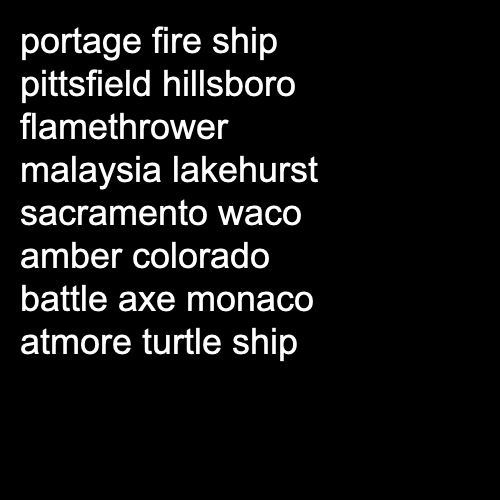 portage fire ship
pittsfield hillsboro
flamethrower
malaysia lakehurst
sacramento waco
amber colorado
battle axe monaco
atmore turtle ship